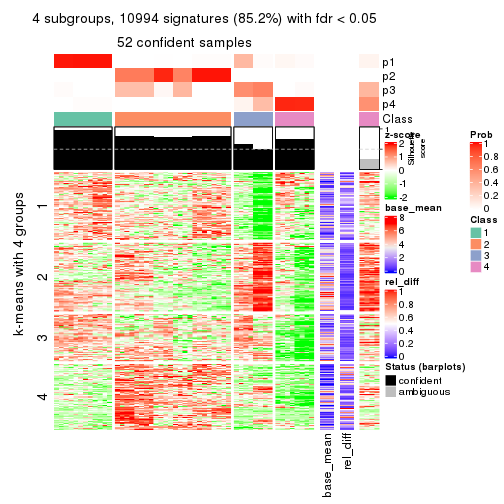 4 subgroups, 10994 signatures (85.2%) with fdr < 0.05
52 confident samples
p1
p2
p3
p4
Class
1
Silhouette
score
z-score
2
1
0
-1
-2
Prob
1
0.8
0.6
0.4
0.2
0
base_mean
8
6
4
2
0
Class
1
2
3
4
rel_diff
1
0.8
0.6
0.4
0.2
0
Status (barplots)
confident
ambiguous
k-means with 4 groups
1
2
3
4
base_mean
rel_diff